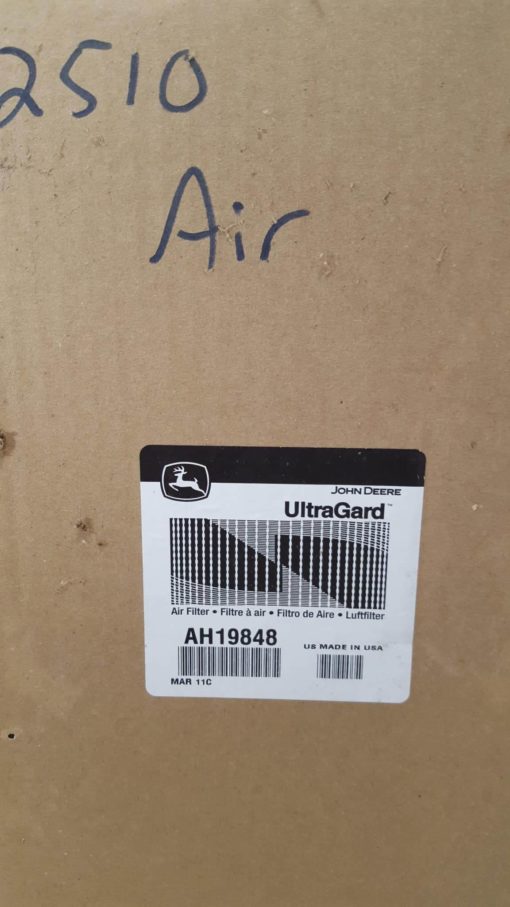 2510
Air
JOHN DEERE
UltraGard™
Air Filter • Filtre à air • Filtro de Aire • Luftfilter
AH19848
US MADE IN USA
MAR 11C